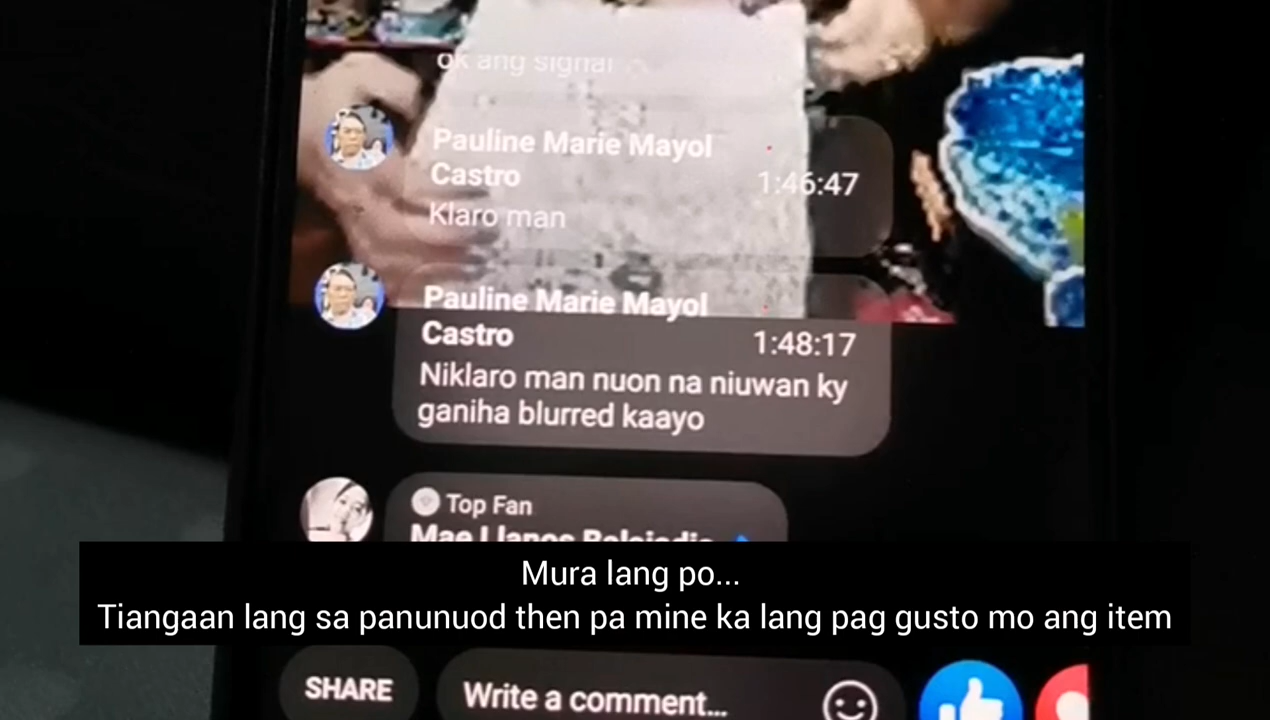 ok ang signal
Pauline Marie Mayol
Castro
1:46:47
Klaro man
Pauline Marie Mayol
Castro
1:48:17
Niklaro man nuon na niuwan ky
ganiha blurred kaayo
Top Fan
Mae Llanos
Mura lang po...
Tiangaan lang sa panunuod then pa mine ka lang pag gusto mo ang item
SHARE
Write a comment...